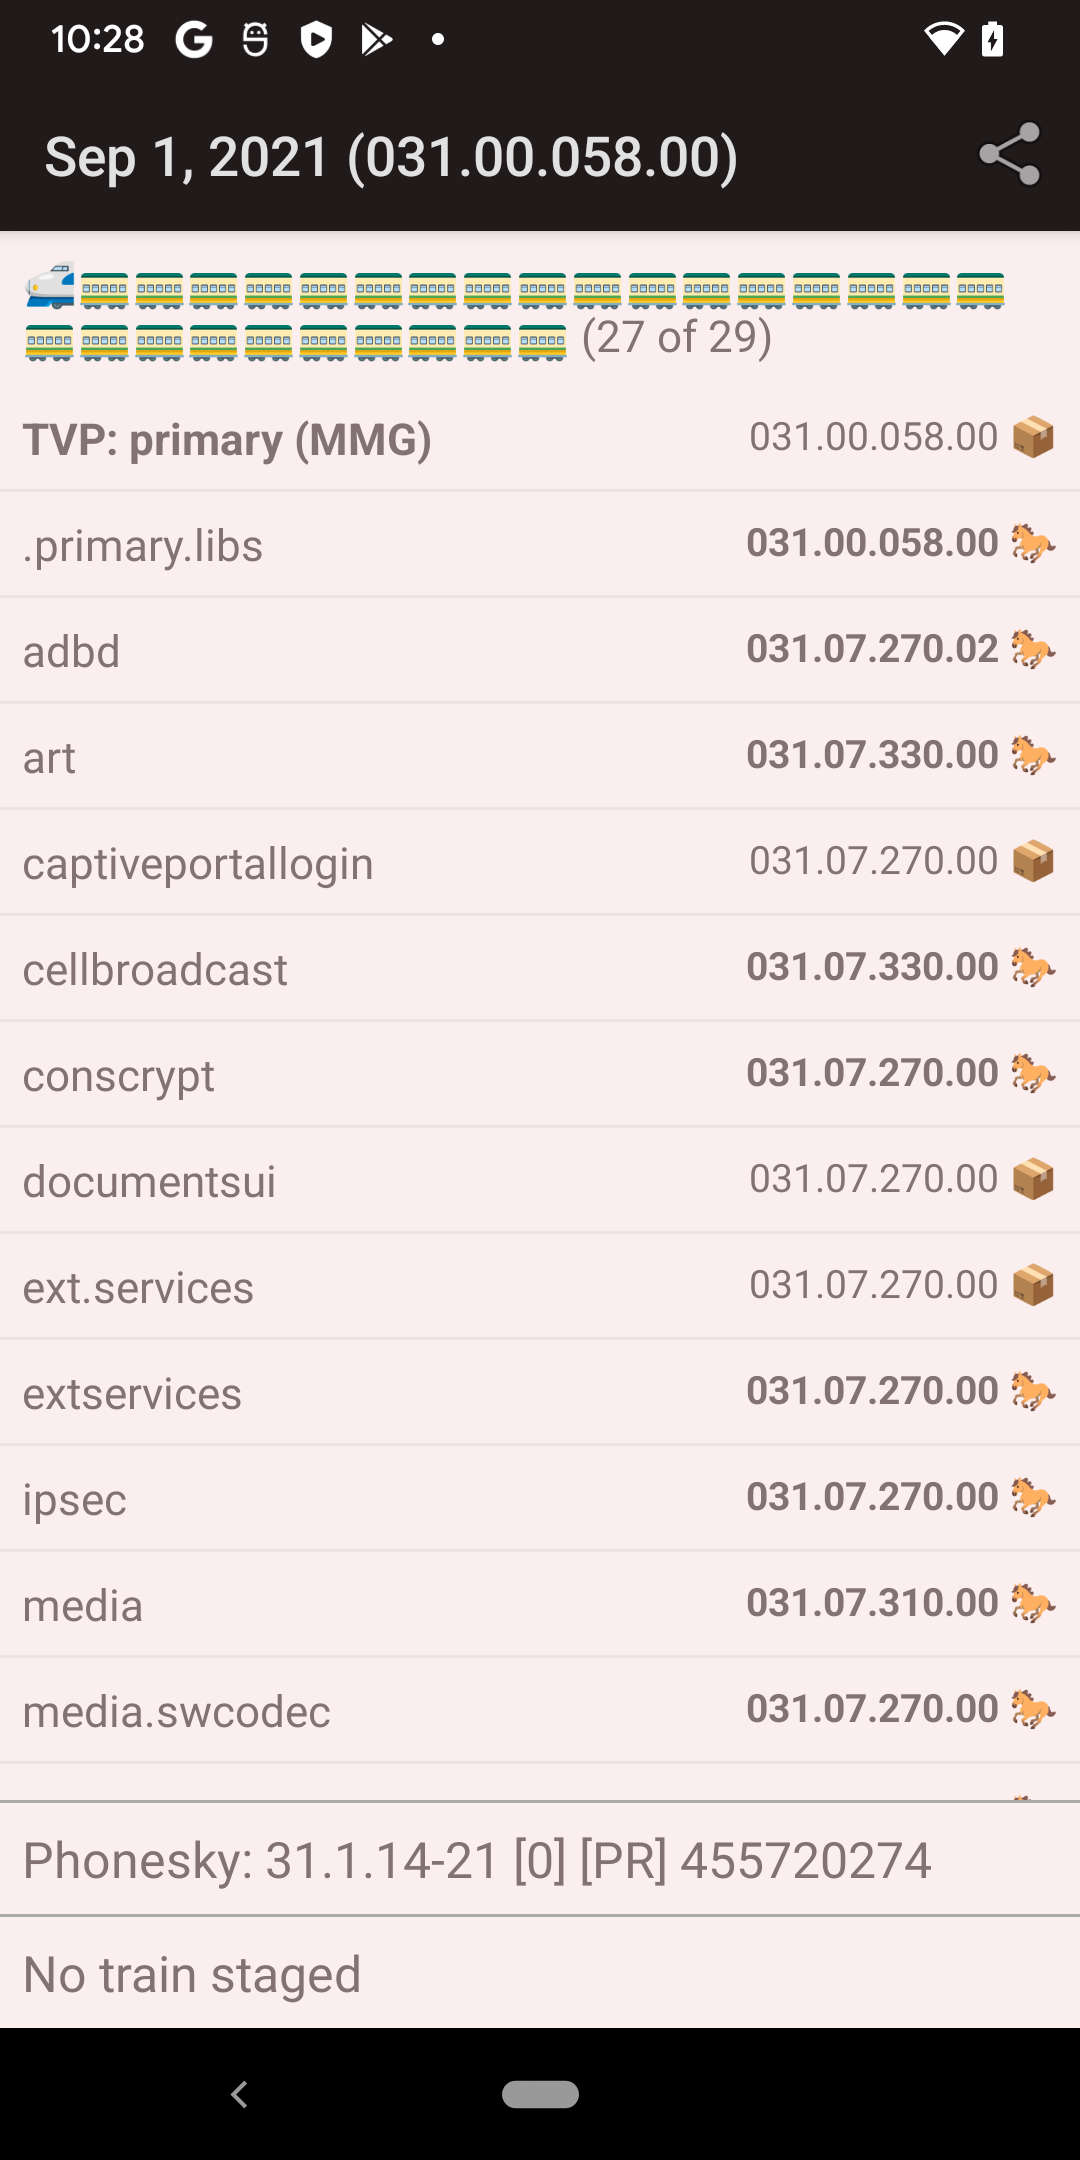 10:28
Sep 1, 2021 (031.00.058.00)
(27 of 29)
TVP: primary (MMG) 031.00.058.00
.primary.libs 031.00.058.00
adbd 031.07.270.02
art 031.07.330.00
captiveportallogin 031.07.270.00
cellbroadcast 031.07.330.00
conscrypt 031.07.270.00
documentsui 031.07.270.00
ext.services 031.07.270.00
extservices 031.07.270.00
ipsec 031.07.270.00
media 031.07.310.00
media.swcodec 031.07.270.00
Phonesky: 31.1.14-21 [0] [PR] 455720274
No train staged